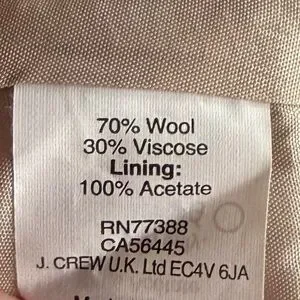 70% Wool
30% Viscose
Lining:
100% Acetate
RN77388
CA56445
J. CREW U.K. Ltd EC4V 6JA